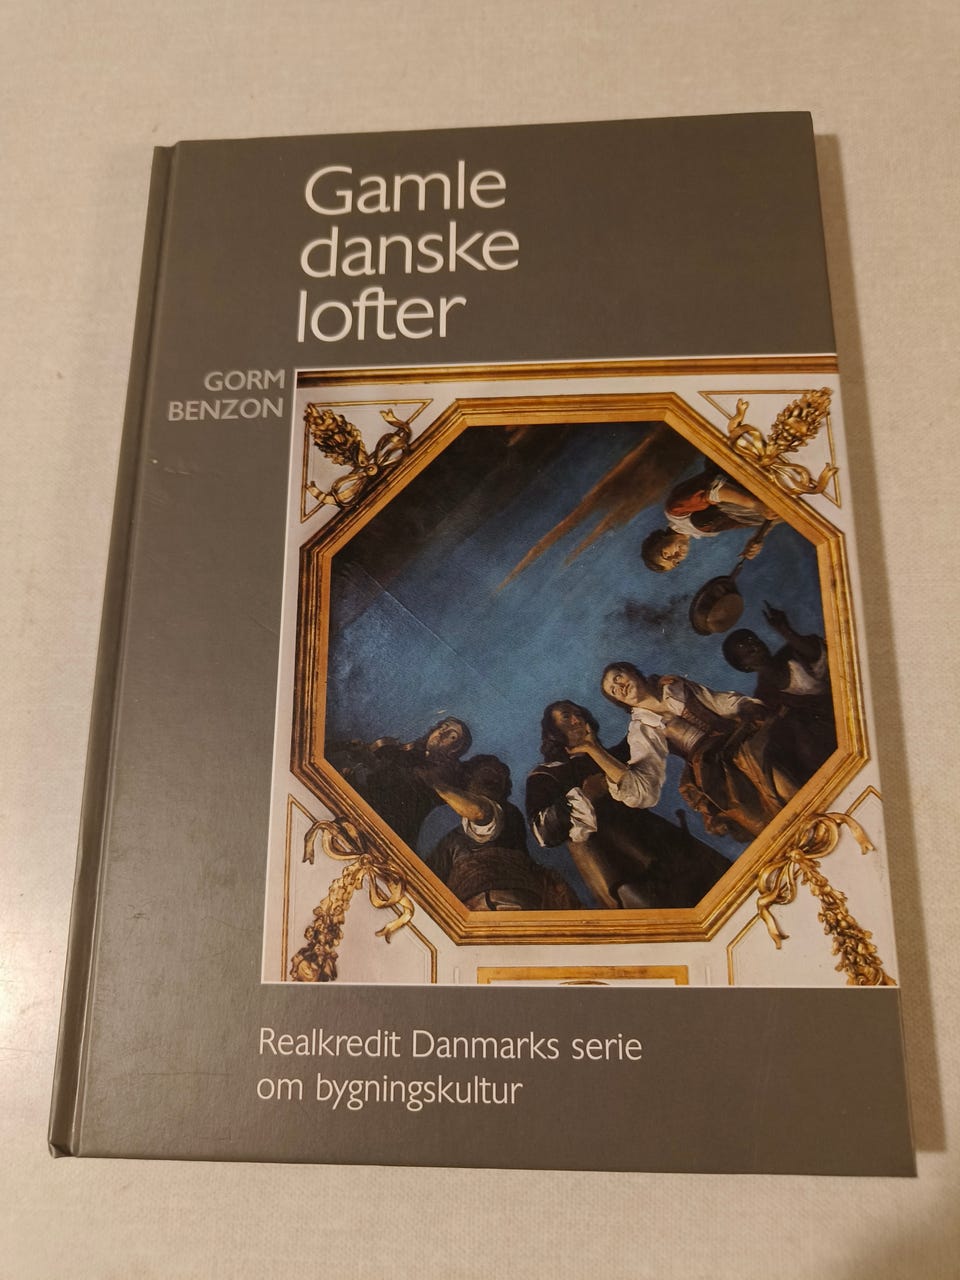 Gamle
danske
lofter
GORM
BENZON
Realkredit Danmarks serie
om bygningskultur